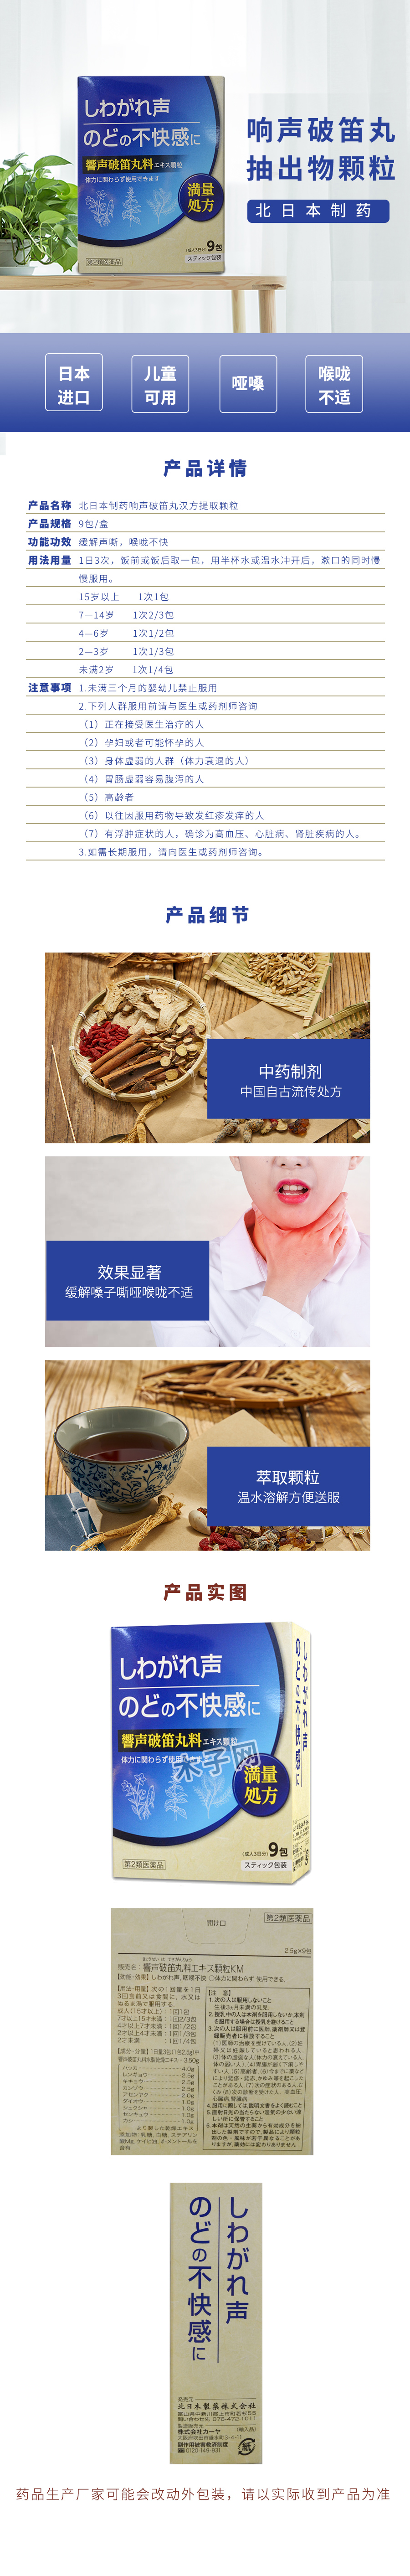 しわがれ声
のどの不快感に
響声破笛丸料エキス顆粒
体力に関わらず使用できます
満量
処方
(成人3日分) 9包
スティック包装
第2類医薬品
响声破笛丸
抽出物颗粒
北日本制药
日本
进口
儿童
可用
哑嗓
喉咙
不适
产品详情
产品名称 北日本制药响声破笛丸汉方提取颗粒
产品规格 9包/盒
功能功效 缓解声嘶，喉咙不快
用法用量 1日3次，饭前或饭后取一包，用半杯水或温水冲开后，漱口的同时慢
慢服用。
15岁以上 1次1包
7—14岁 1次2/3包
4—6岁 1次1/2包
2—3岁 1次1/3包
未满2岁 1次1/4包
注意事项 1.未满三个月的婴幼儿禁止服用
2.下列人群服用前请与医生或药剂师咨询
（1）正在接受医生治疗的人
（2）孕妇或者可能怀孕的人
（3）身体虚弱的人群（体力衰退的人）
（4）胃肠虚弱容易腹泻的人
（5）高龄者
（6）以往因服用药物导致发红疹发痒的人
（7）有浮肿症状的人，确诊为高血压、心脏病、肾脏疾病的人。
3.如需长期服用，请向医生或药剂师咨询。
产品细节
中药制剂
中国自古流传处方
效果显著
缓解嗓子嘶哑喉咙不适
萃取颗粒
温水溶解方便送服
产品实图
しわがれ声
のどの不快感に
響声破笛丸料エキス顆粒
体力に関わらず使用できます
満量
処方
(成人3日分) 9包
スティック包装
第2類医薬品
しわがれ声
のどの不快感に
開け口
第2類医薬品
2.5g×9包
販売名：響声破笛丸料エキス顆粒KM
【効能・効果】しわがれ声、咽喉不快 ○体力に関わらず、使用できる。
【用法・用量】次の1回量を1日
3回食前又は食間に、水又は
ぬるま湯で服用する。
成人(15才以上)：1回1包
7才以上15才未満：1回2/3包
4才以上7才未満：1回1/2包
2才以上4才未満：1回1/3包
2才未満：1回1/4包
ハッカ 4.0g
レンギョウ 2.5g
キキョウ 2.5g
カンゾウ 2.5g
アセンヤク 2.0g
ダイオウ 1.0g
シュクシャ 1.0g
センキュウ 1.0g
カシ 1.0g
【注意】
1.次の人は服用しないこと
生後3ヵ月未満の乳児
しわがれ声
のどの不快感に
発売元
北日本製薬株式会社
富山県中新川郡上市町若杉55
問い合わせ先 076-472-1011
製造販売元 (輸入品)
株式会社カーヤ
副作用被害救済制度
紙
药品生产厂家可能会改动外包装，请以实际收到产品为准